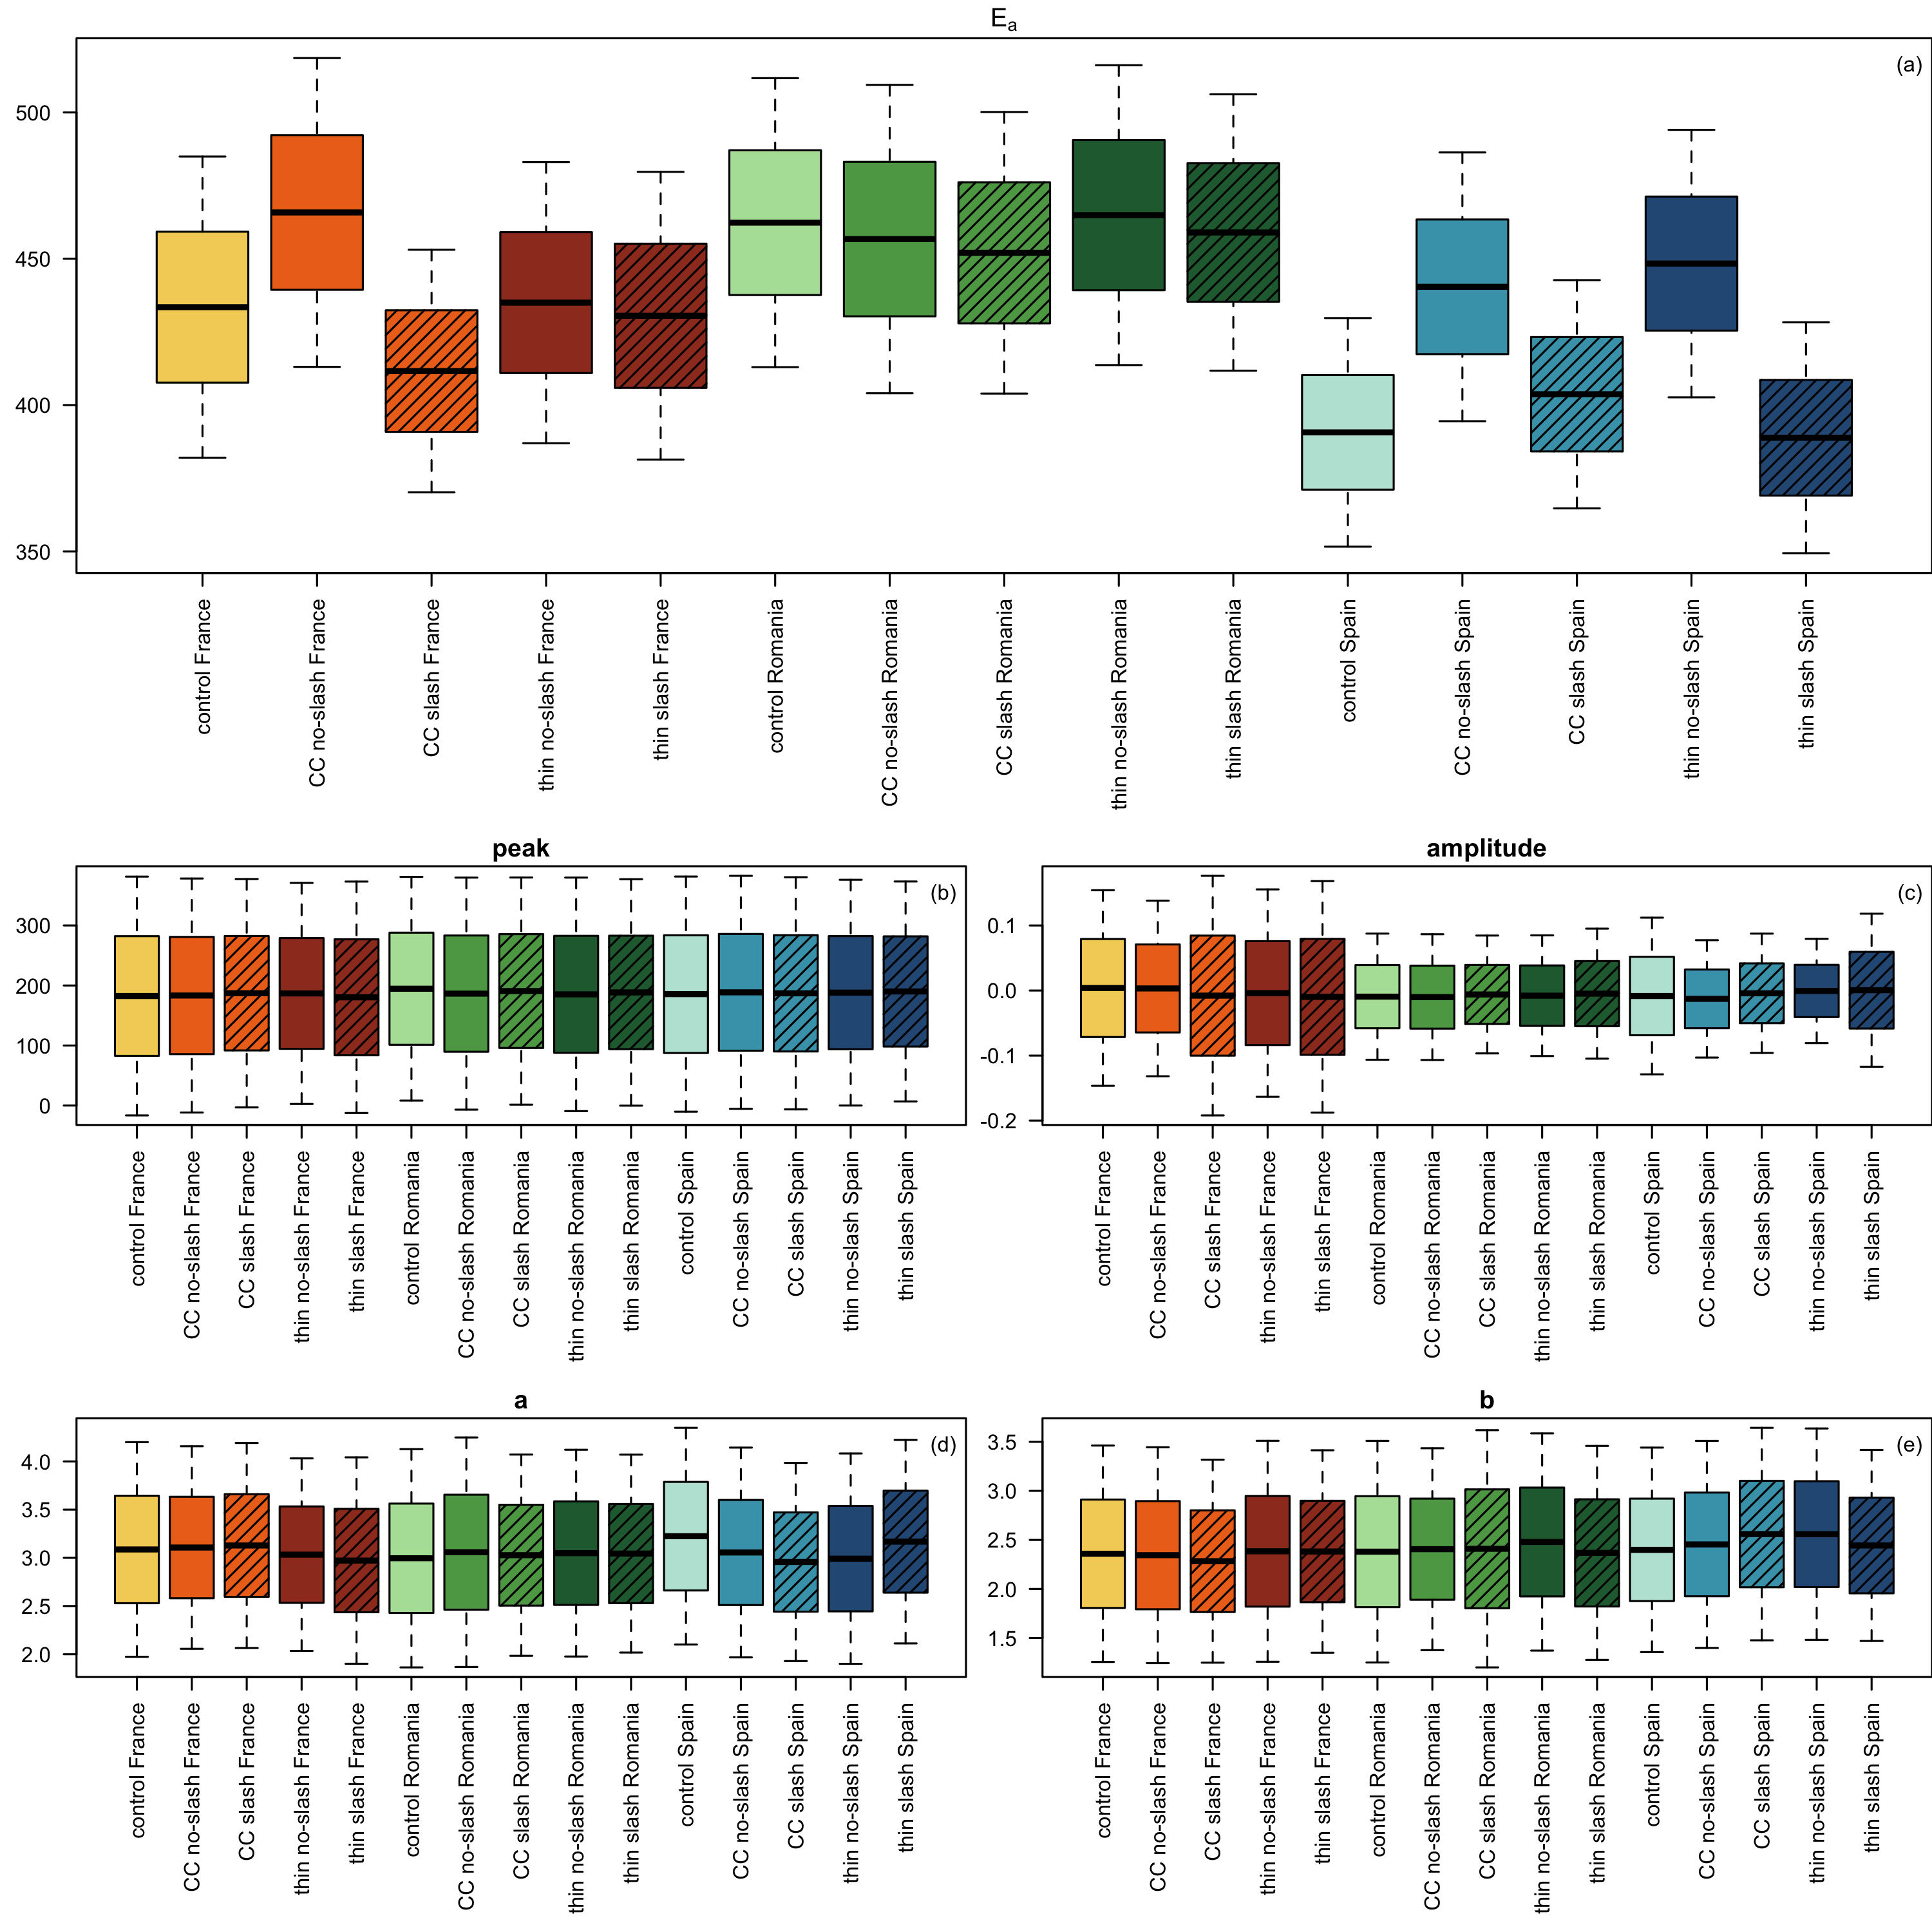 Ea
(a)
500
450
400
350
control France
CC no-slash France
CC slash France
thin no-slash France
thin slash France
control Romania
CC no-slash Romania
CC slash Romania
thin no-slash Romania
thin slash Romania
control Spain
CC no-slash Spain
CC slash Spain
thin no-slash Spain
thin slash Spain
peak
(b)
300
200
100
0
control France
CC no-slash France
CC slash France
thin no-slash France
thin slash France
control Romania
CC no-slash Romania
CC slash Romania
thin no-slash Romania
thin slash Romania
control Spain
CC no-slash Spain
CC slash Spain
thin no-slash Spain
thin slash Spain
amplitude
(c)
0.1
0.0
-0.1
-0.2
control France
CC no-slash France
CC slash France
thin no-slash France
thin slash France
control Romania
CC no-slash Romania
CC slash Romania
thin no-slash Romania
thin slash Romania
control Spain
CC no-slash Spain
CC slash Spain
thin no-slash Spain
thin slash Spain
a
(d)
4.0
3.5
3.0
2.5
2.0
control France
CC no-slash France
CC slash France
thin no-slash France
thin slash France
control Romania
CC no-slash Romania
CC slash Romania
thin no-slash Romania
thin slash Romania
control Spain
CC no-slash Spain
CC slash Spain
thin no-slash Spain
thin slash Spain
b
(e)
3.5
3.0
2.5
2.0
1.5
control France
CC no-slash France
CC slash France
thin no-slash France
thin slash France
control Romania
CC no-slash Romania
CC slash Romania
thin no-slash Romania
thin slash Romania
control Spain
CC no-slash Spain
CC slash Spain
thin no-slash Spain
thin slash Spain